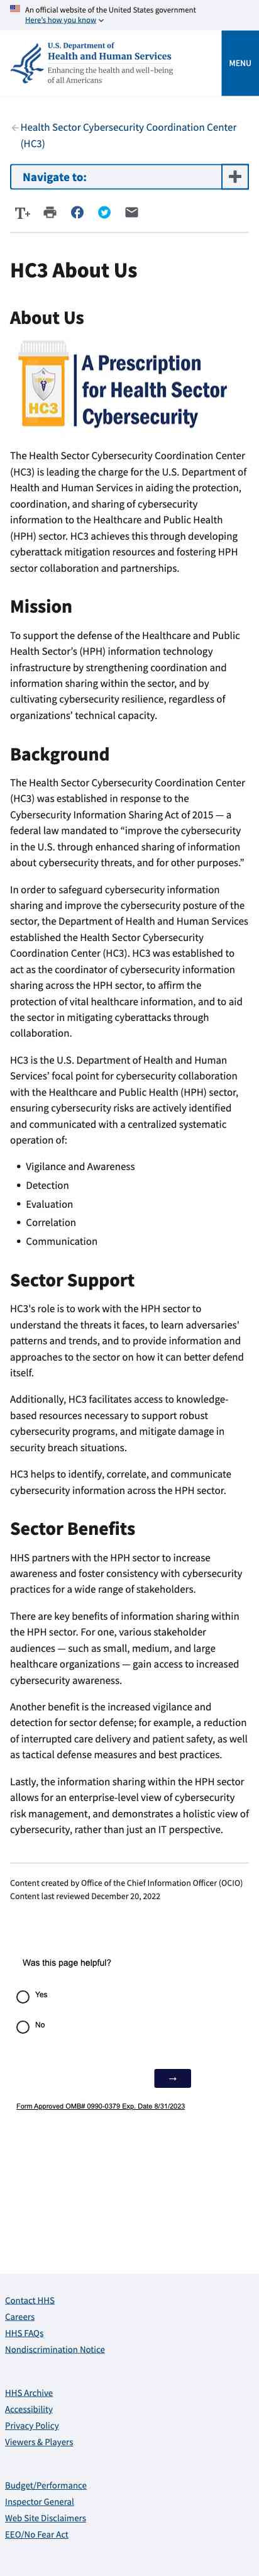 An official website of the United States government
Here's how you know
U.S. Department of
Health and Human Services
Enhancing the health and well-being
of all Americans
MENU
Health Sector Cybersecurity Coordination Center
(HC3)
Navigate to:
T+
HC3 About Us
About Us
HC3
A Prescription
for Health Sector
Cybersecurity
The Health Sector Cybersecurity Coordination Center
(HC3) is leading the charge for the U.S. Department of
Health and Human Services in aiding the protection,
coordination, and sharing of cybersecurity
information to the Healthcare and Public Health
(HPH) sector. HC3 achieves this through developing
cyberattack mitigation resources and fostering HPH
sector collaboration and partnerships.
Mission
To support the defense of the Healthcare and Public
Health Sector’s (HPH) information technology
infrastructure by strengthening coordination and
information sharing within the sector, and by
cultivating cybersecurity resilience, regardless of
organizations’ technical capacity.
Background
The Health Sector Cybersecurity Coordination Center
(HC3) was established in response to the
Cybersecurity Information Sharing Act of 2015 — a
federal law mandated to “improve the cybersecurity
in the U.S. through enhanced sharing of information
about cybersecurity threats, and for other purposes.”
In order to safeguard cybersecurity information
sharing and improve the cybersecurity posture of the
sector, the Department of Health and Human Services
established the Health Sector Cybersecurity
Coordination Center (HC3). HC3 was established to
act as the coordinator of cybersecurity information
sharing across the HPH sector, to affirm the
protection of vital healthcare information, and to aid
the sector in mitigating cyberattacks through
collaboration.
HC3 is the U.S. Department of Health and Human
Services’ focal point for cybersecurity collaboration
with the Healthcare and Public Health (HPH) sector,
ensuring cybersecurity risks are actively identified
and communicated with a centralized systematic
operation of:
• Vigilance and Awareness
• Detection
• Evaluation
• Correlation
• Communication
Sector Support
HC3's role is to work with the HPH sector to
understand the threats it faces, to learn adversaries’
patterns and trends, and to provide information and
approaches to the sector on how it can better defend
itself.
Additionally, HC3 facilitates access to knowledge-
based resources necessary to support robust
cybersecurity programs, and mitigate damage in
security breach situations.
HC3 helps to identify, correlate, and communicate
cybersecurity information across the HPH sector.
Sector Benefits
HHS partners with the HPH sector to increase
awareness and foster consistency with cybersecurity
practices for a wide range of stakeholders.
There are key benefits of information sharing within
the HPH sector. For one, various stakeholder
audiences — such as small, medium, and large
healthcare organizations — gain access to increased
cybersecurity awareness.
Another benefit is the increased vigilance and
detection for sector defense; for example, a reduction
of interrupted care delivery and patient safety, as well
as tactical defense measures and best practices.
Lastly, the information sharing within the HPH sector
allows for an enterprise-level view of cybersecurity
risk management, and demonstrates a holistic view of
cybersecurity, rather than just an IT perspective.
Content created by Office of the Chief Information Officer (OCIO)
Content last reviewed December 20, 2022
Was this page helpful?
Yes
No
→
Form Approved OMB# 0990-0379 Exp. Date 8/31/2023
Contact HHS
Careers
HHS FAQs
Nondiscrimination Notice
HHS Archive
Accessibility
Privacy Policy
Viewers & Players
Budget/Performance
Inspector General
Web Site Disclaimers
EEO/No Fear Act